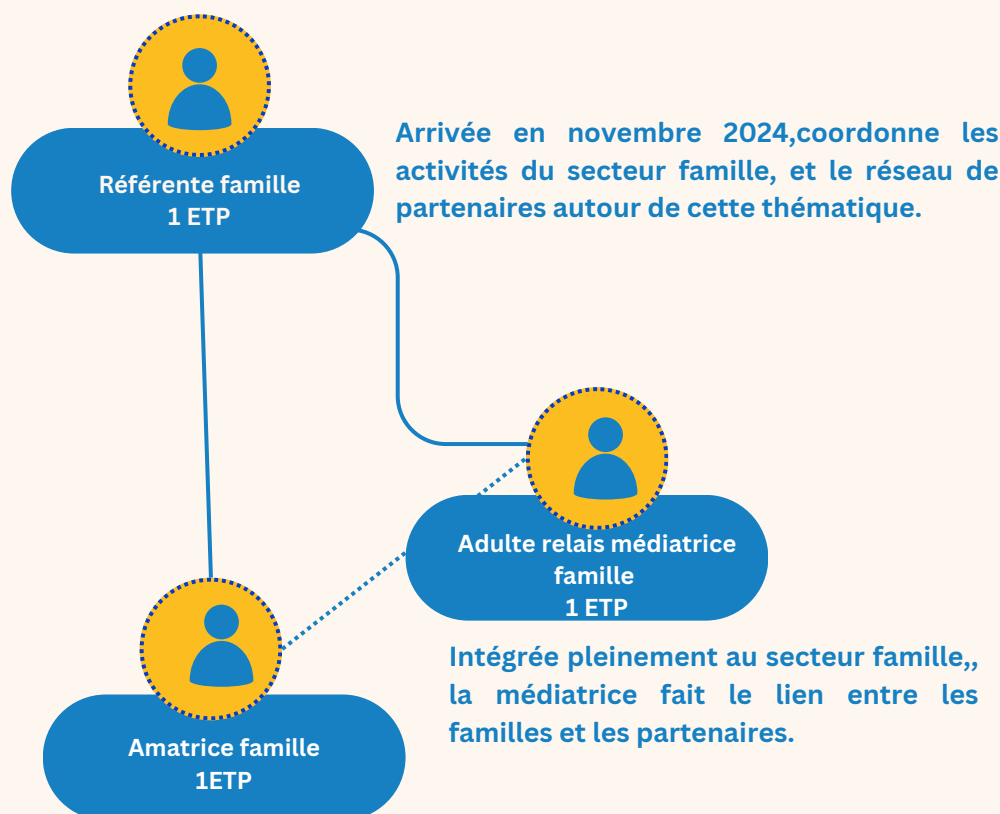 Référente famille
1 ETP
Arrivée en novembre 2024,coordonne les
activités du secteur famille, et le réseau de
partenaires autour de cette thématique.
Adulte relais médiatrice
famille
1 ETP
Intégrée pleinement au secteur famille,,
la médiatrice fait le lien entre les
familles et les partenaires.
Amatrice famille
1ETP